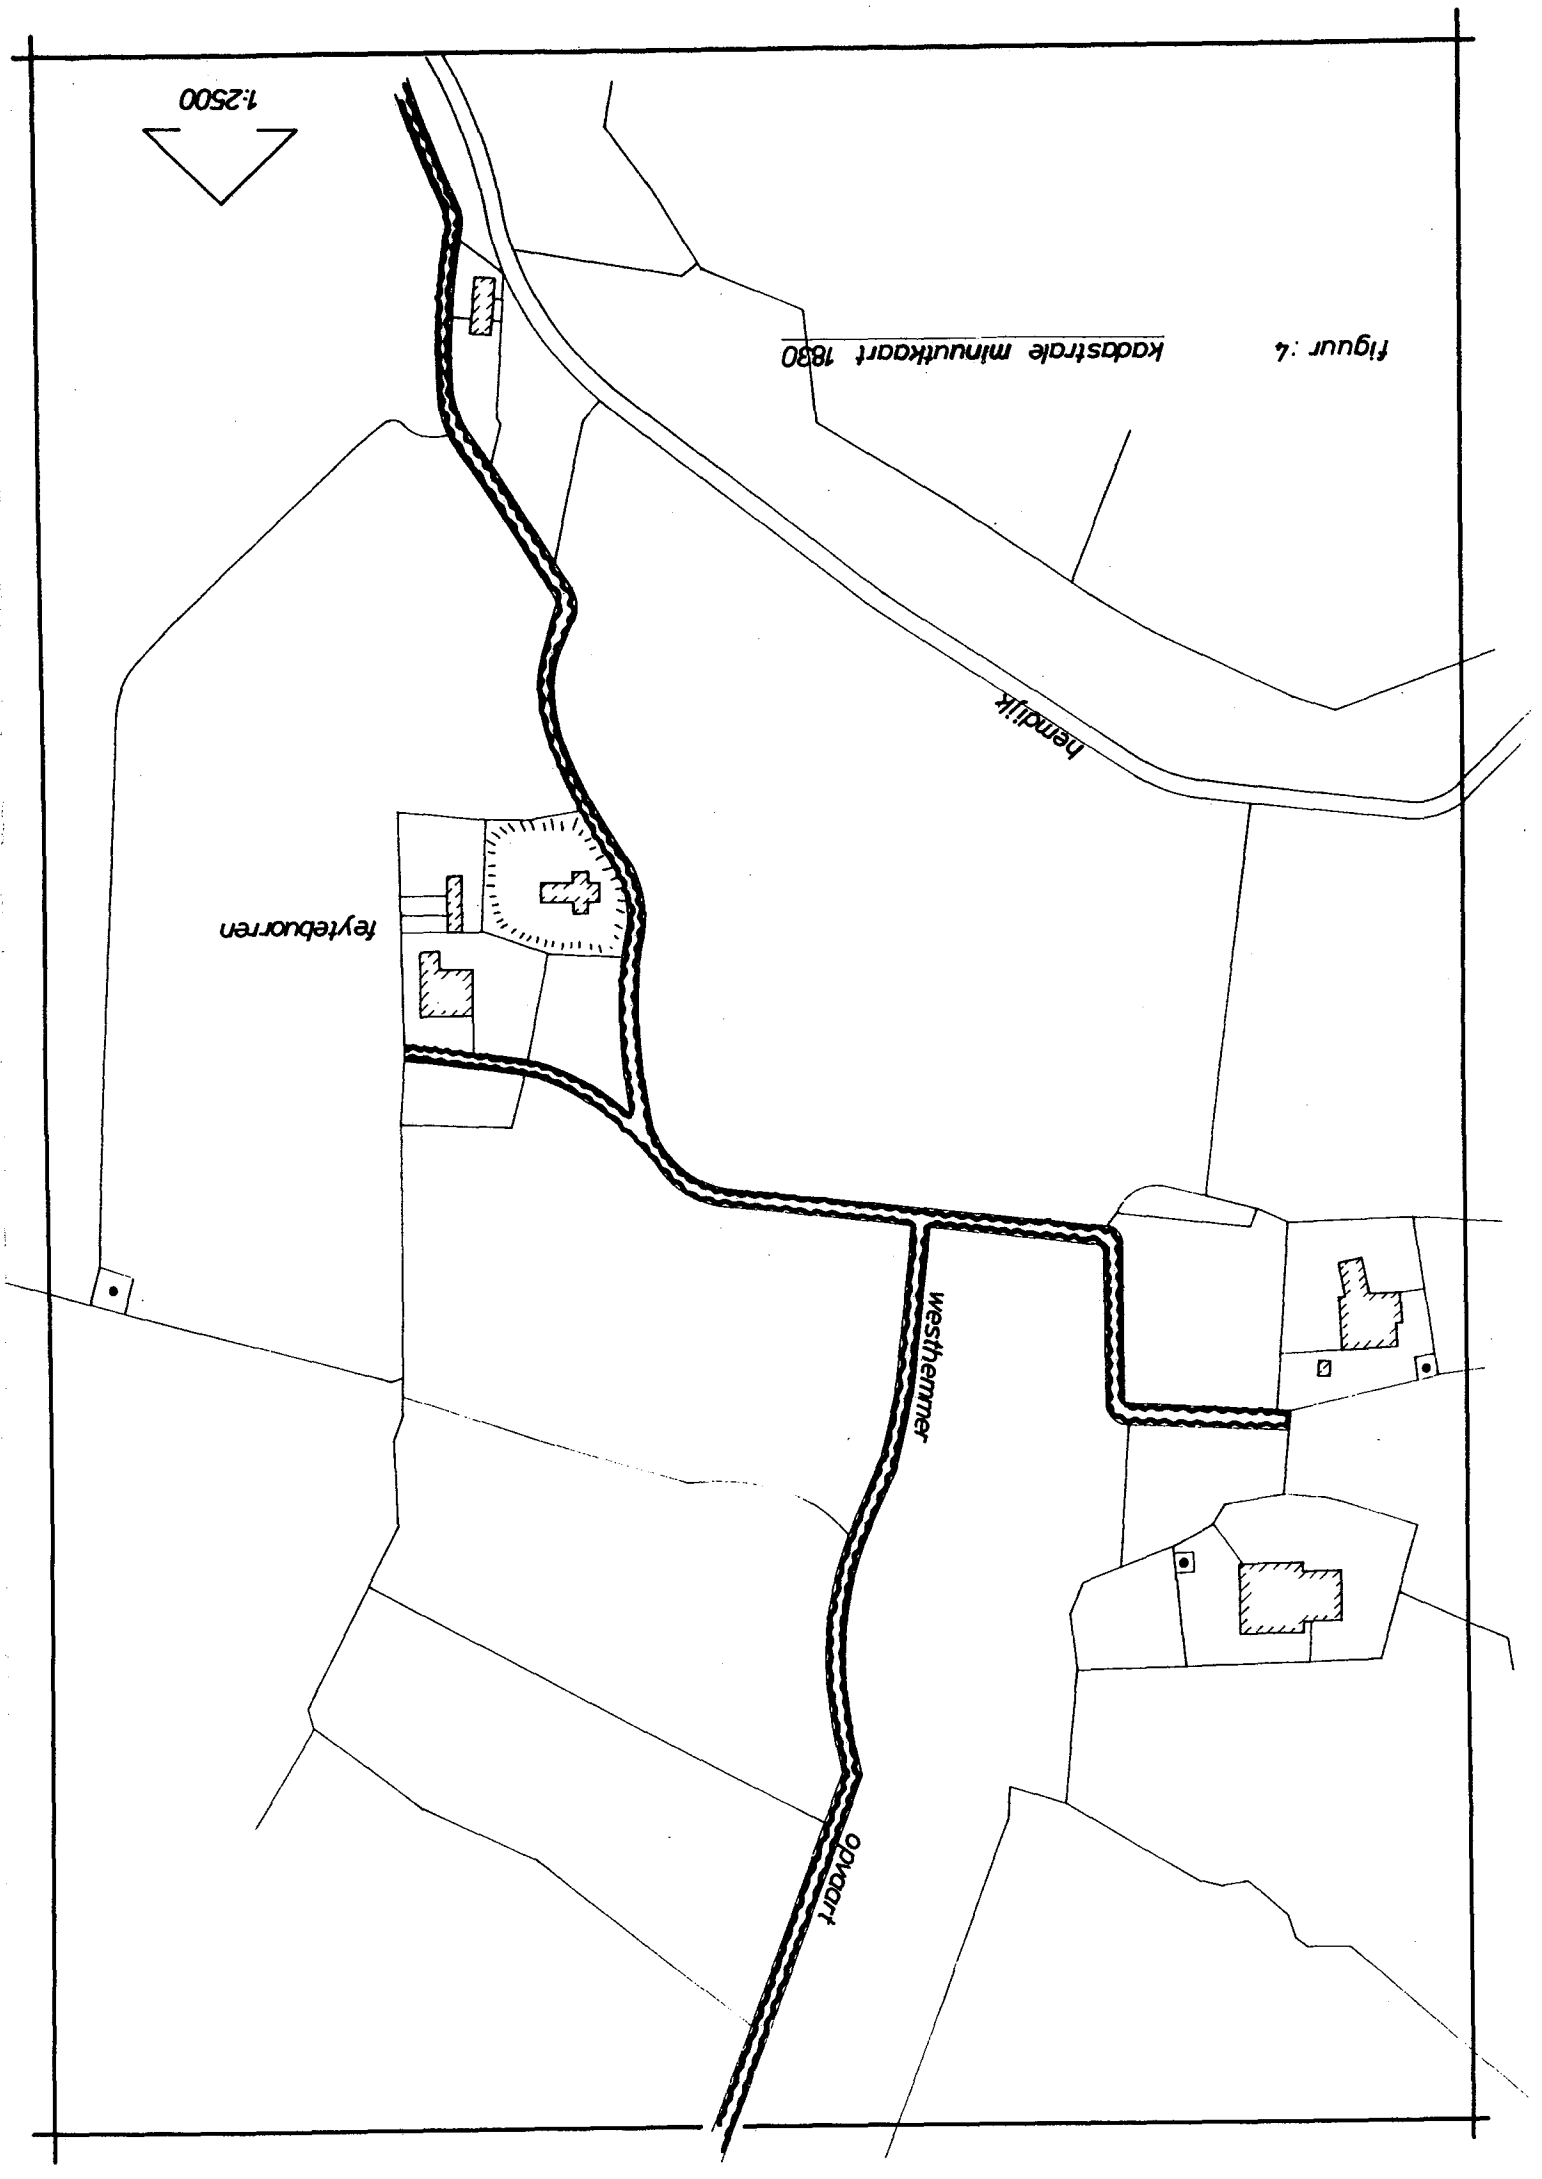 figuur : 4
kadastrale minuutkaart 1830
hemdijk
feytebuorren
westhemmer
opvaart
1:2500